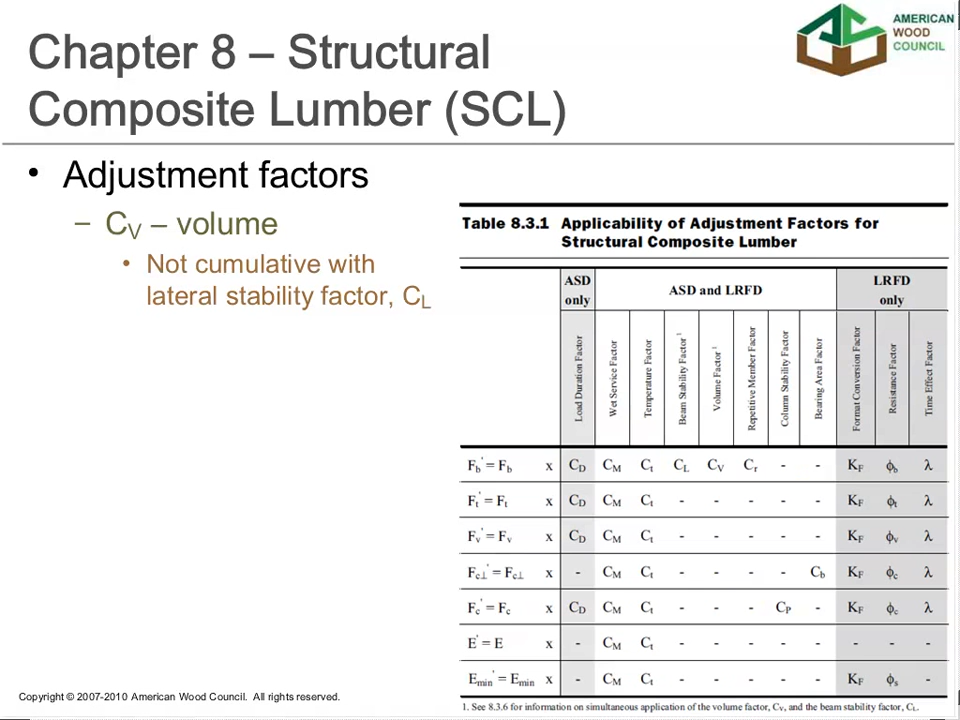 Chapter 8 – Structural
Composite Lumber (SCL)
AMERICAN
WOOD
COUNCIL
• Adjustment factors
– CV – volume
• Not cumulative with
lateral stability factor, CL
Table 8.3.1 Applicability of Adjustment Factors for
Structural Composite Lumber
ASD only | ASD and LRFD | LRFD only
Load Duration Factor
Wet Service Factor
Temperature Factor
Beam Stability Factor 1
Volume Factor 1
Repetitive Member Factor
Column Stability Factor
Bearing Area Factor
Format Conversion Factor
Resistance Factor
Time Effect Factor
Fb' = Fb x CD CM Ct CL CV Cr - - KF ϕb λ
Ft' = Ft x CD CM Ct - - - - - KF ϕt λ
Fv' = Fv x CD CM Ct - - - - - KF ϕv λ
Fc⊥' = Fc⊥ x - CM Ct - - - - Cb KF ϕc λ
Fc' = Fc x CD CM Ct - - - CP - KF ϕc λ
E' = E x - CM Ct - - - - - - - -
Emin' = Emin x - CM Ct - - - - - KF ϕs -
1. See 8.3.6 for information on simultaneous application of the volume factor, CV, and the beam stability factor, CL.
Copyright © 2007-2010 American Wood Council. All rights reserved.